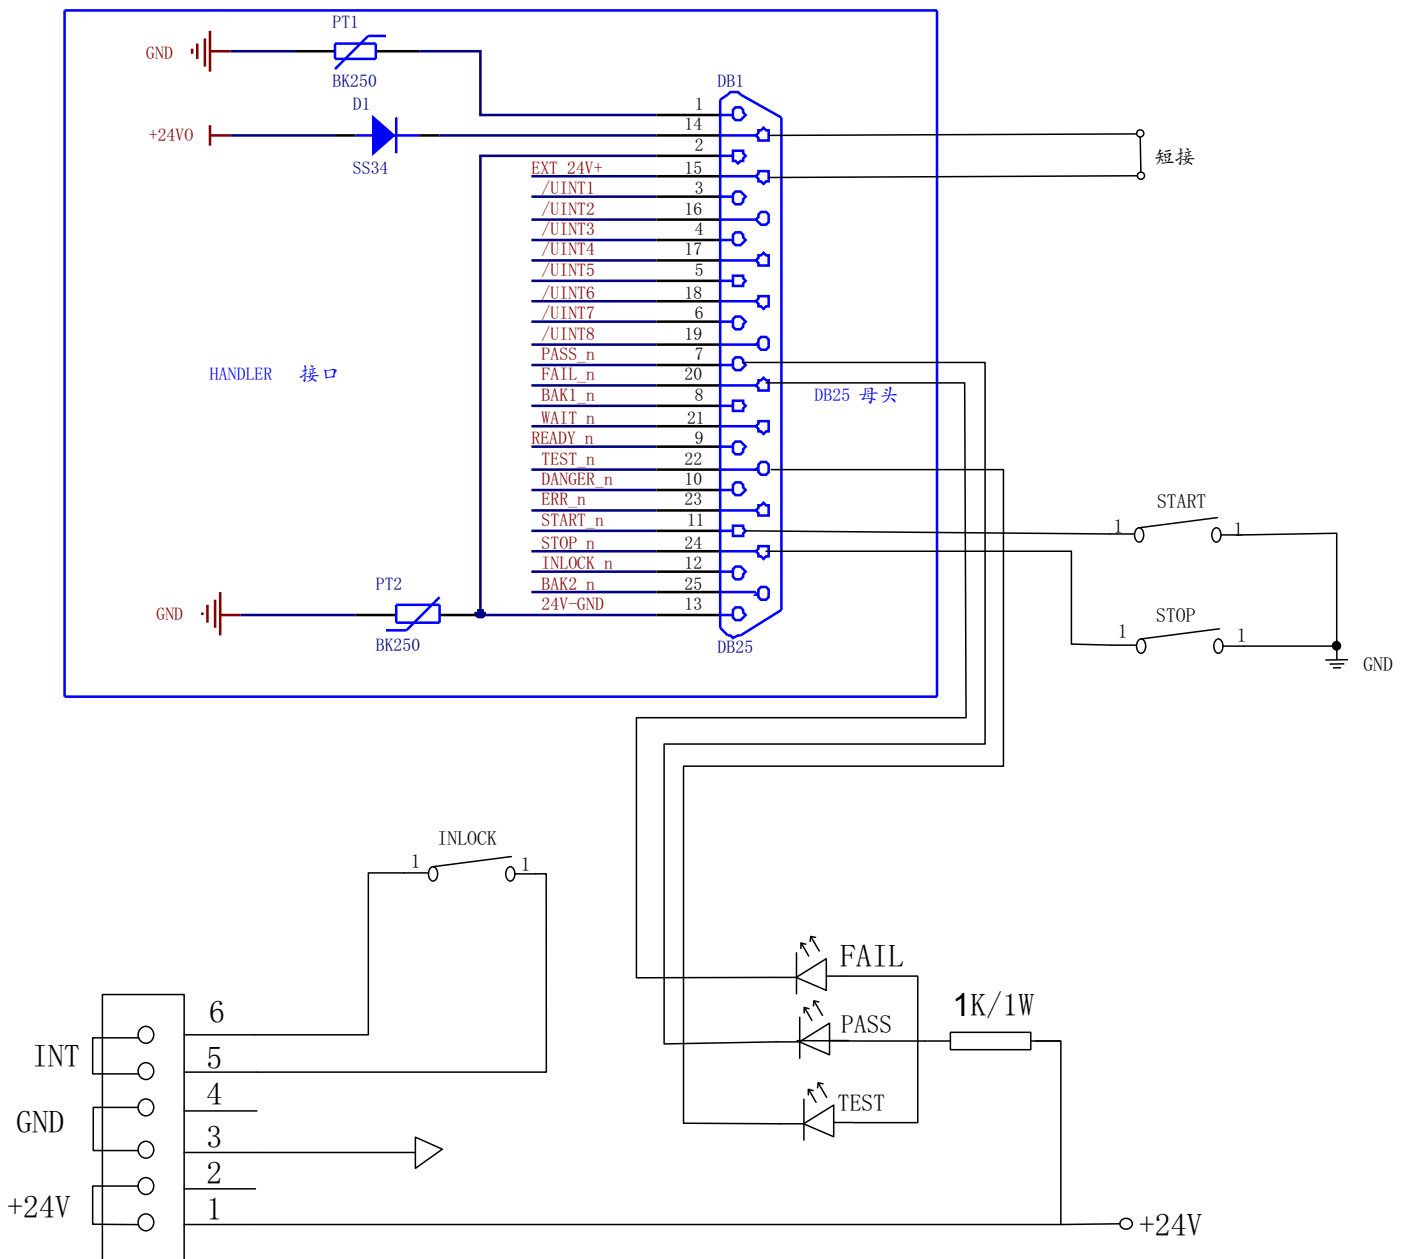 PT1
GND
BK250
D1
+24VO
SS34
DB1
1
14
2
EXT 24V+ 15
/UINT1 3
/UINT2 16
/UINT3 4
/UINT4 17
/UINT5 5
/UINT6 18
/UINT7 6
/UINT8 19
PASS_n 7
FAIL_n 20
BAK1_n 8
WAIT_n 21
READY_n 9
TEST_n 22
DANGER_n 10
ERR_n 23
START_n 11
STOP_n 24
INLOCK_n 12
BAK2_n 25
24V-GND 13
DB25
短接
HANDLER 接口
DB25 母头
PT2
GND
BK250
START
1 1
STOP
1 1
GND
INLOCK
1 1
FAIL
PASS
TEST
1K/1W
6
INT
5
4
GND
3
2
+24V
1
+24V